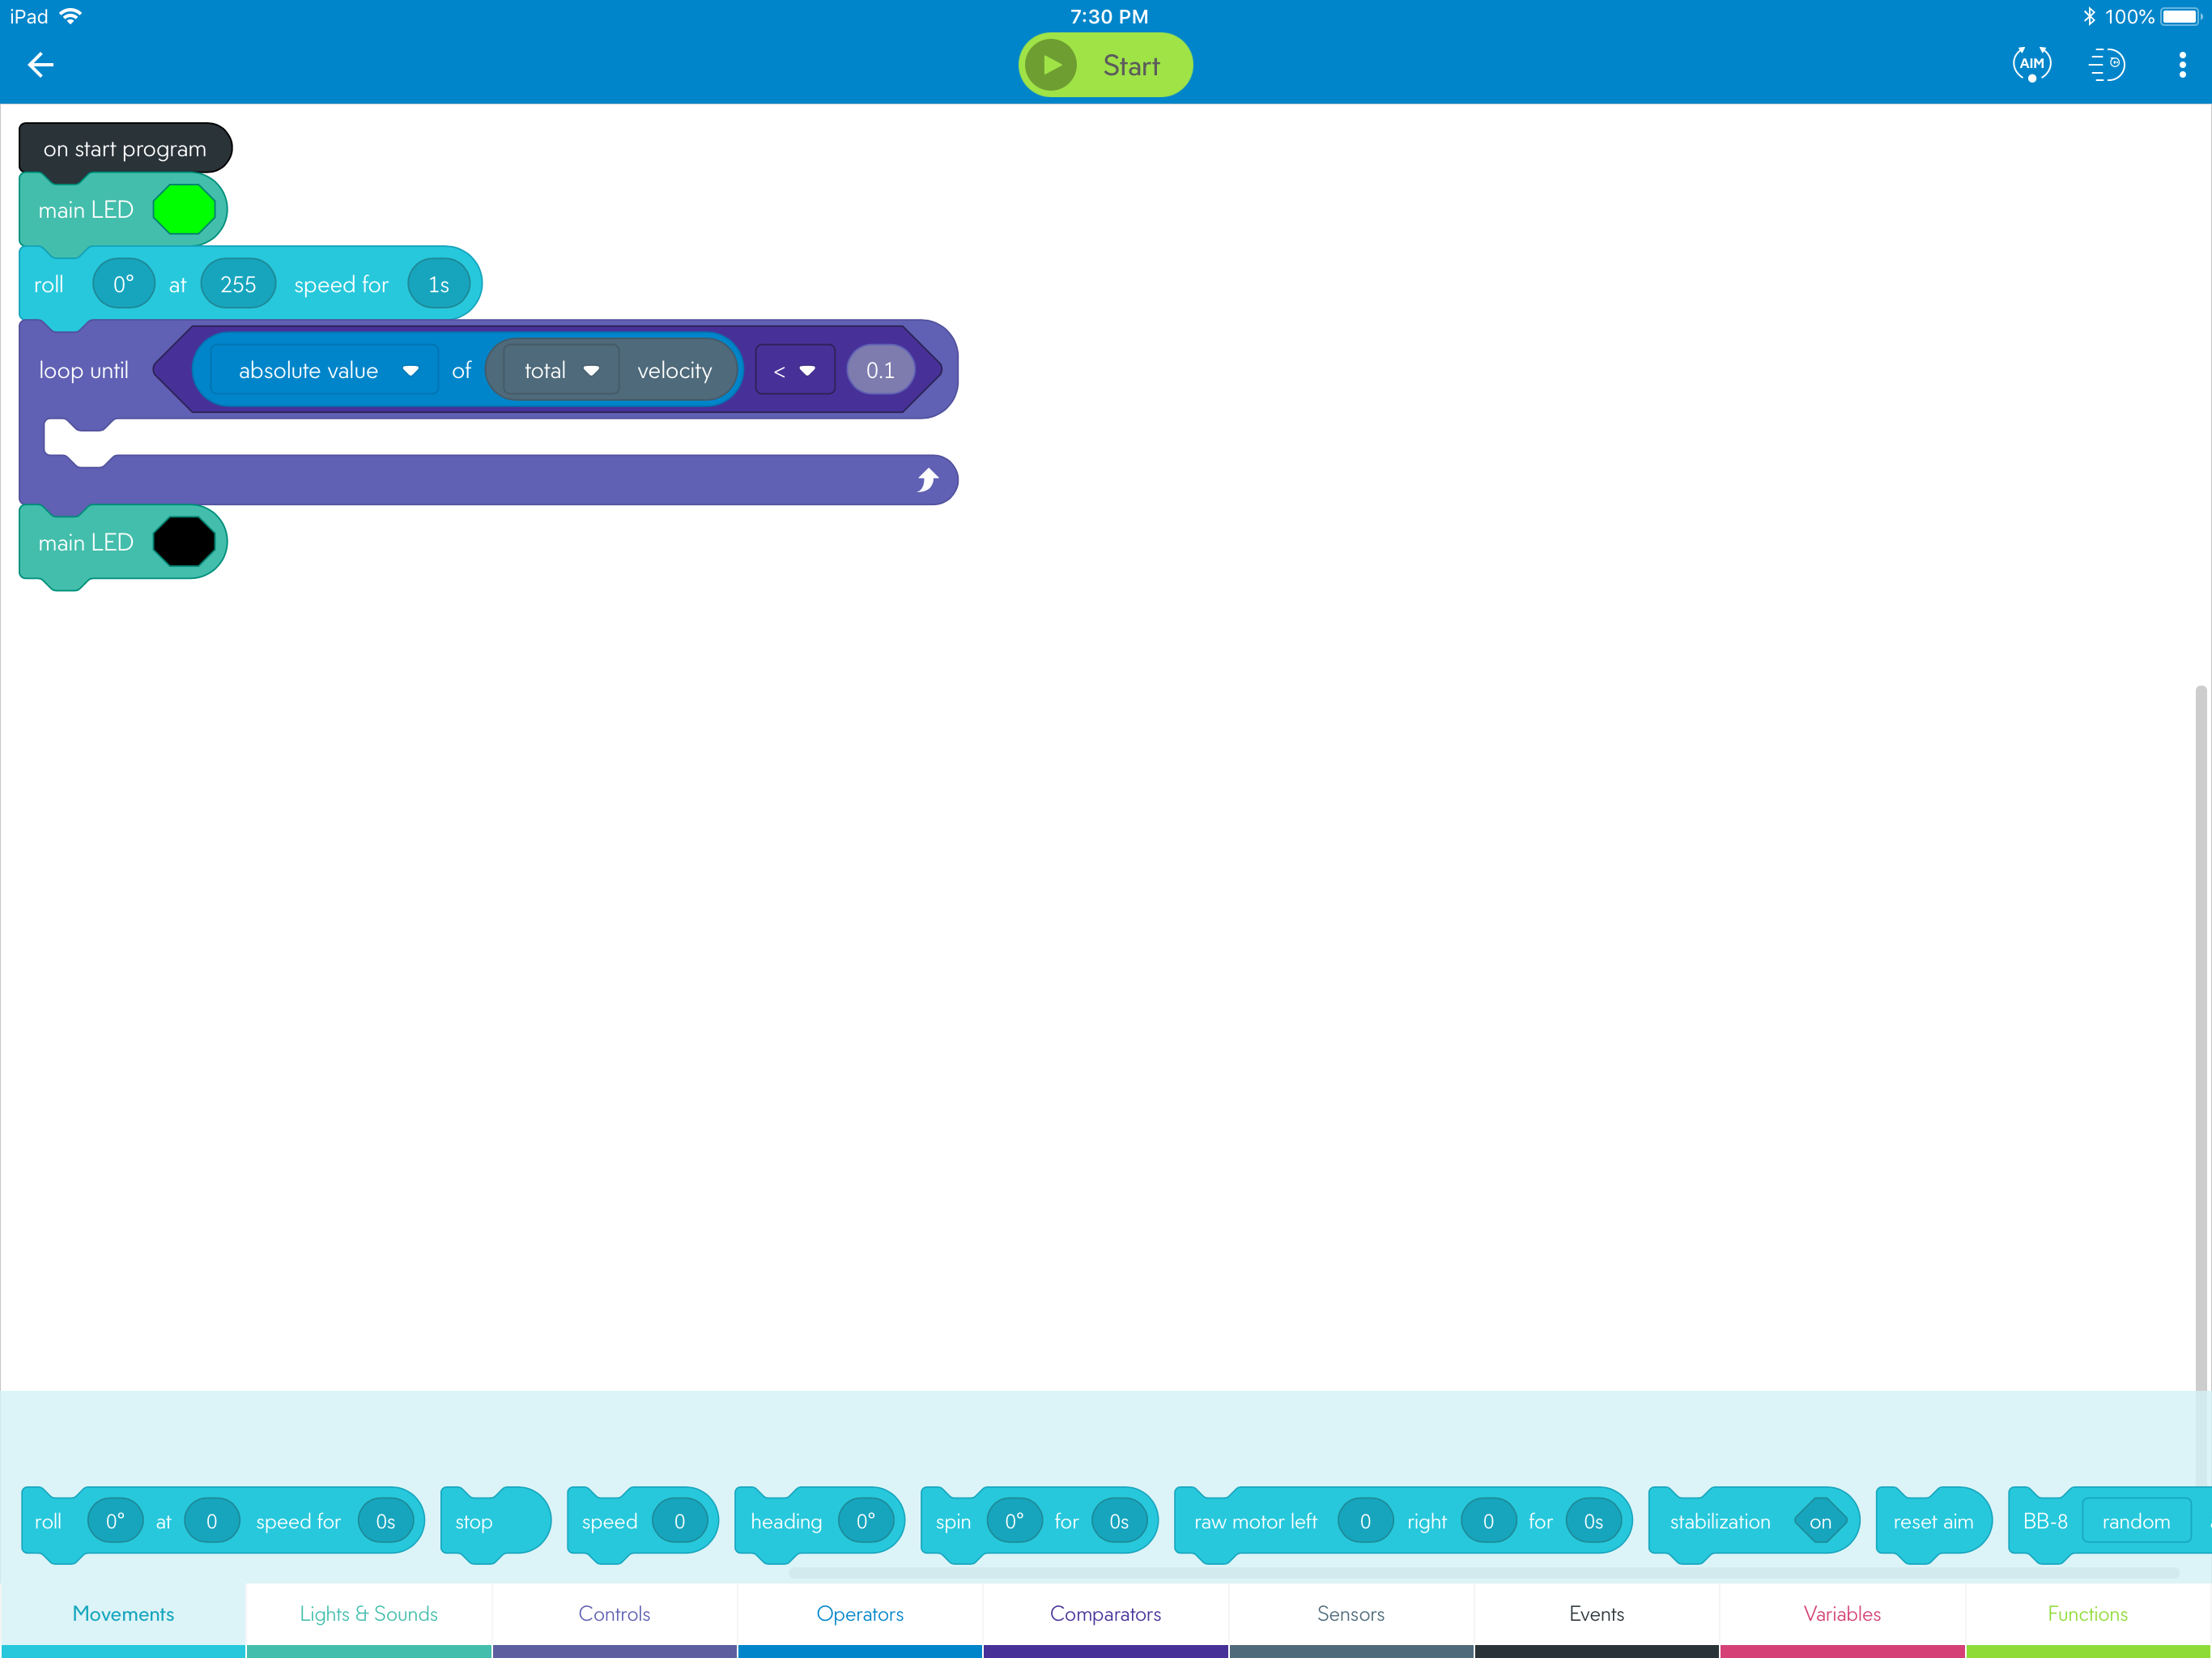 iPad 7:30 PM 100%
Start AIM
on start program
main LED
roll 0° at 255 speed for 1s
loop until absolute value of total velocity < 0.1
main LED
roll 0° at 0 speed for 0s stop speed 0 heading 0° spin 0° for 0s raw motor left 0 right 0 for 0s stabilization on reset aim BB-8 random
Movements Lights & Sounds Controls Operators Comparators Sensors Events Variables Functions